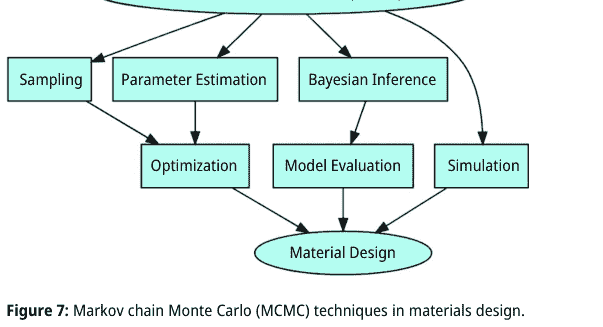 Sampling
Parameter Estimation
Bayesian Inference
Optimization
Model Evaluation
Simulation
Material Design
Figure 7: Markov chain Monte Carlo (MCMC) techniques in materials design.